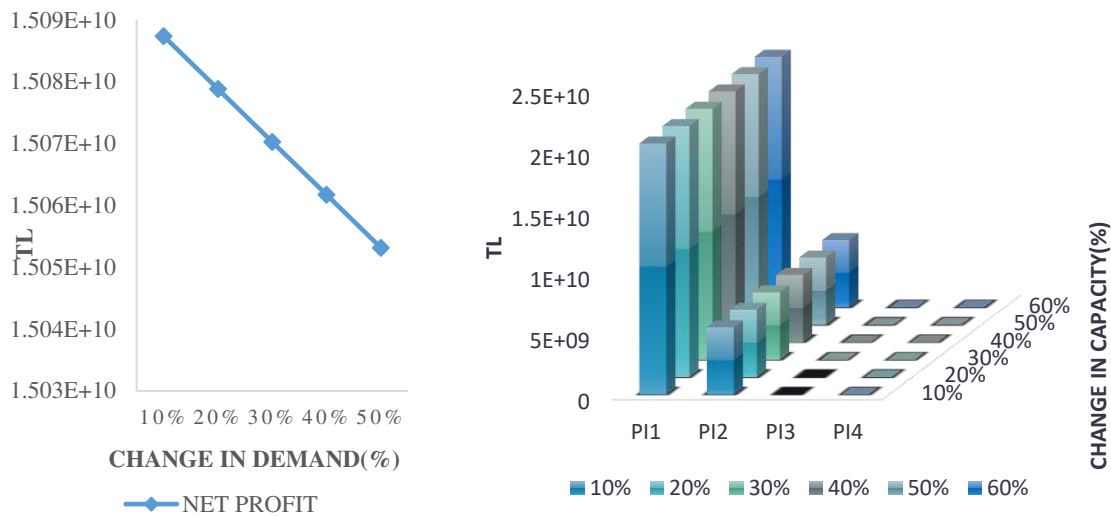 1.509E+10
1.508E+10
1.507E+10
1.506E+10
1.505E+10
1.504E+10
1.503E+10
TL
10% 20% 30% 40% 50%
CHANGE IN DEMAND(%)
NET PROFIT
2.5E+10
2E+10
1.5E+10
1E+10
5E+09
0
TL
PI1 PI2 PI3 PI4
60%
50%
40%
30%
20%
10%
CHANGE IN CAPACITY(%)
10% 20% 30% 40% 50% 60%